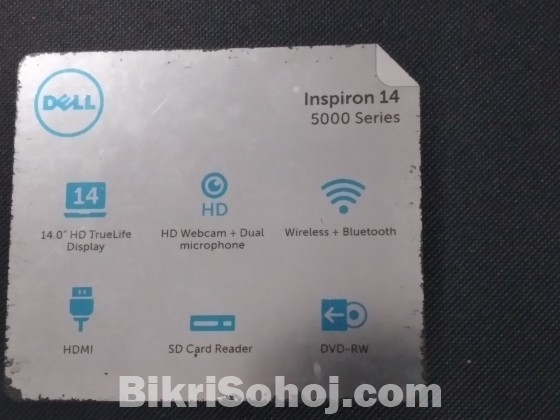 DELL
Inspiron 14
5000 Series
14"
HD
14.0" HD TrueLife
Display
HD Webcam + Dual
microphone
Wireless + Bluetooth
HDMI
SD Card Reader
DVD-RW
BikriSohoj.com